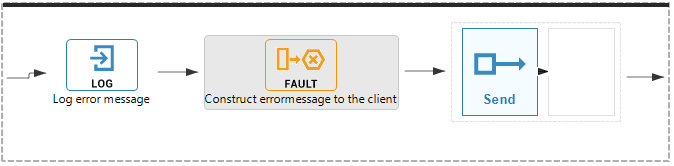 LOG
Log error message
FAULT
Construct errormessage to the client
Send